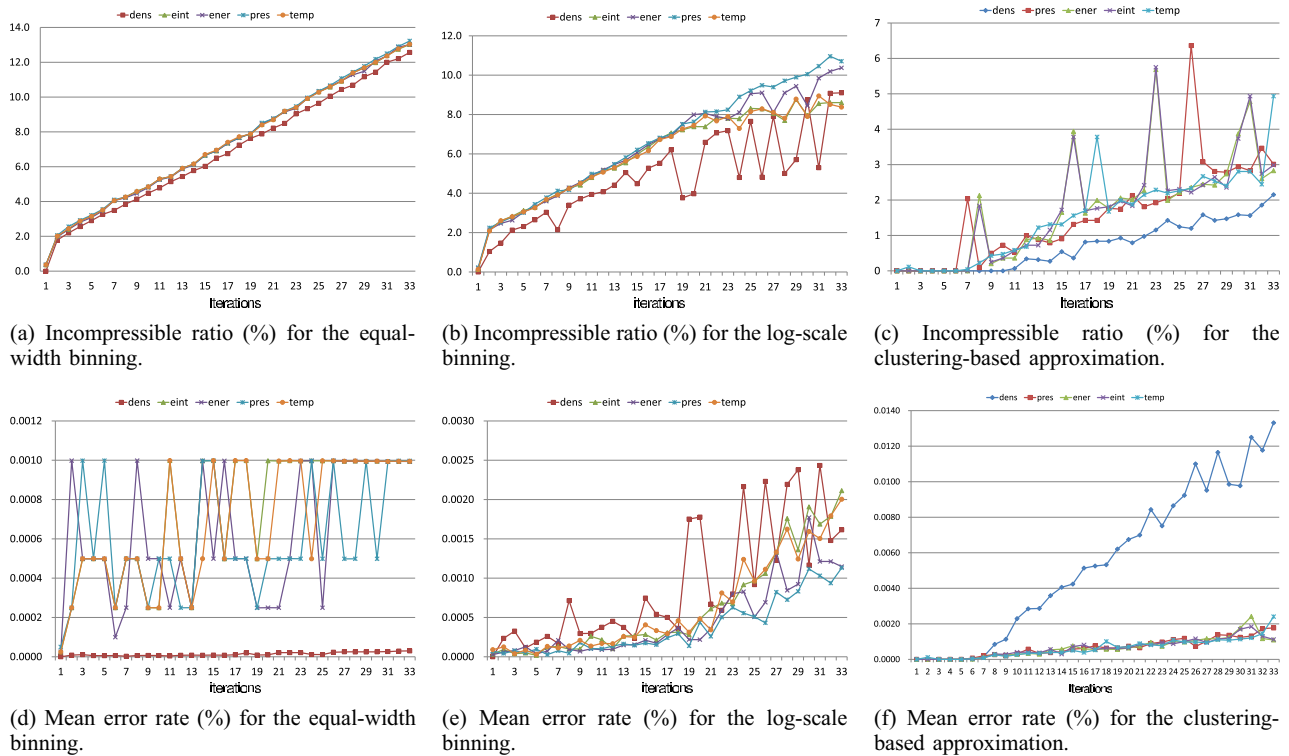 dens eint ener pres temp
14.0
12.0
10.0
8.0
6.0
4.0
2.0
0.0
1 3 5 7 9 11 13 15 17 19 21 23 25 27 29 31 33
Iterations
(a) Incompressible ratio (%) for the equal-
width binning.
dens eint ener pres temp
12.0
10.0
8.0
6.0
4.0
2.0
0.0
1 3 5 7 9 11 13 15 17 19 21 23 25 27 29 31 33
iterations
(b) Incompressible ratio (%) for the log-scale
binning.
dens pres ener eint temp
7
6
5
4
3
2
1
0
1 3 5 7 9 11 13 15 17 19 21 23 25 27 29 31 33
iterations
(c) Incompressible ratio (%) for the
clustering-based approximation.
dens eint ener pres temp
0.0012
0.0010
0.0008
0.0006
0.0004
0.0002
0.0000
1 3 5 7 9 11 13 15 17 19 21 23 25 27 29 31 33
iterations
(d) Mean error rate (%) for the equal-width
binning.
dens eint ener pres temp
0.0030
0.0025
0.0020
0.0015
0.0010
0.0005
0.0000
1 3 5 7 9 11 13 15 17 19 21 23 25 27 29 31 33
iterations
(e) Mean error rate (%) for the log-scale
binning.
dens pres ener eint temp
0.0140
0.0120
0.0100
0.0080
0.0060
0.0040
0.0020
0.0000
1 2 3 4 5 6 7 8 9 10 11 12 13 14 15 16 17 18 19 20 21 22 23 24 25 26 27 28 29 30 31 32 33
Iterations
(f) Mean error rate (%) for the clustering-
based approximation.